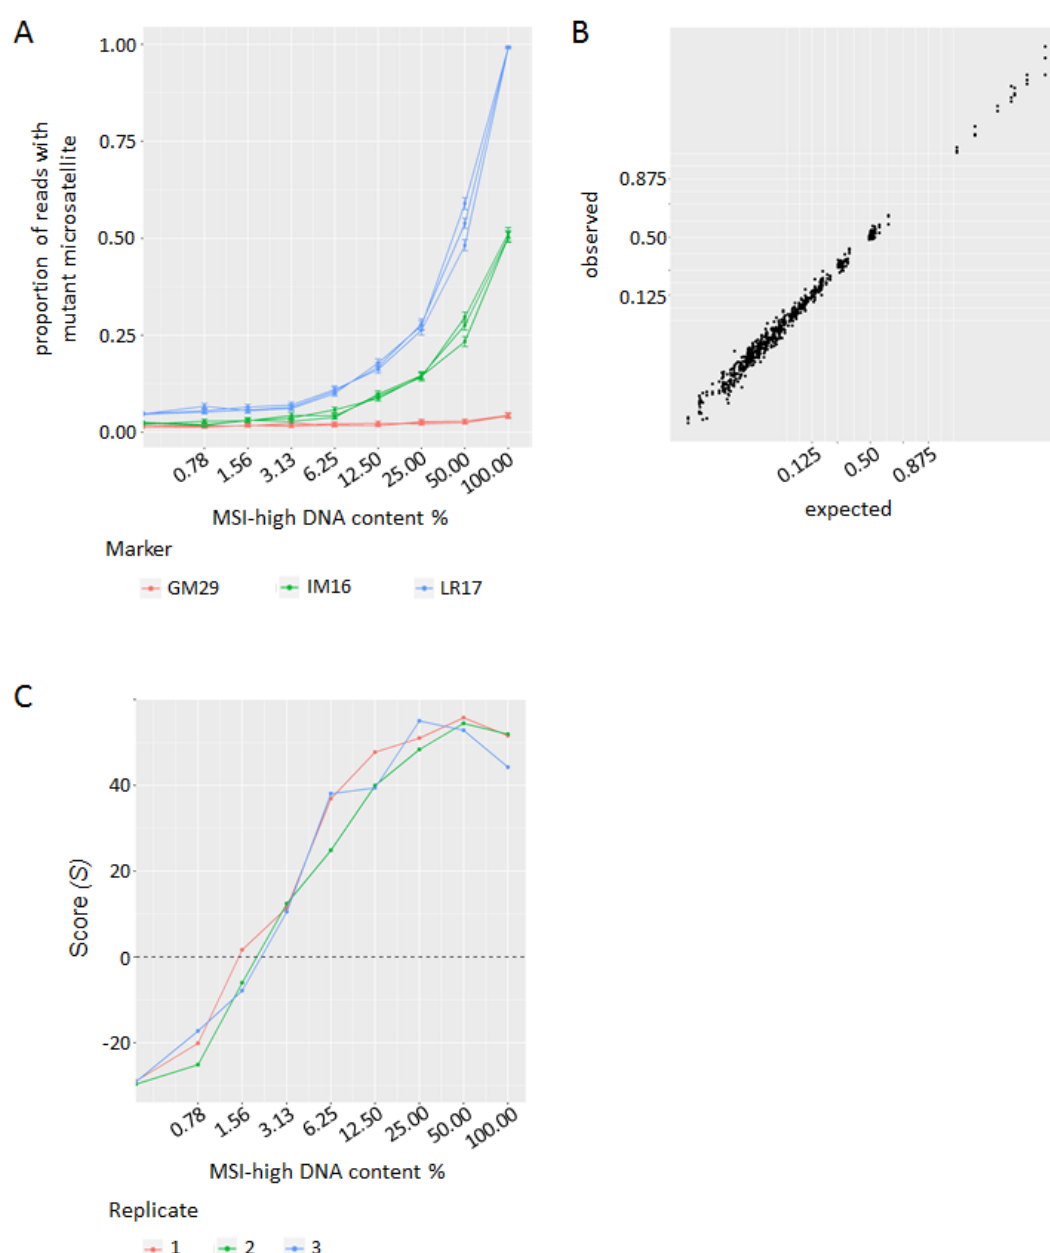 A
1.00
0.75
0.50
0.25
0.00
proportion of reads with
mutant microsatellite
0.78
1.56
3.13
6.25
12.50
25.00
50.00
100.00
MSI-high DNA content %
Marker
GM29
IM16
LR17
B
0.875
0.50
0.125
observed
0.125
0.50
0.875
expected
C
40
20
0
-20
Score (S)
0.78
1.56
3.13
6.25
12.50
25.00
50.00
100.00
MSI-high DNA content %
Replicate
1
2
3